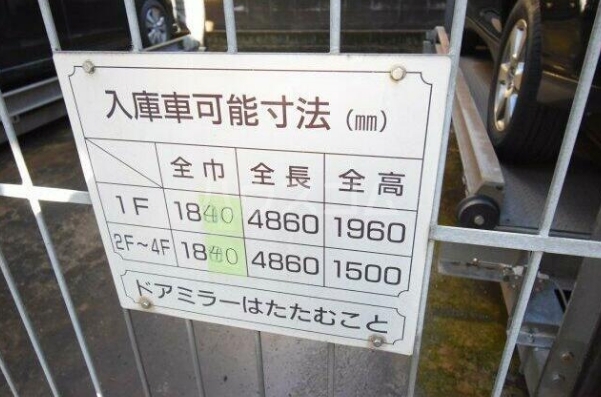 入庫車可能寸法(㎜)
全巾 全長 全高
1F 1840 4860 1960
2F~4F 1840 4860 1500
ドアミラーはたたむこと